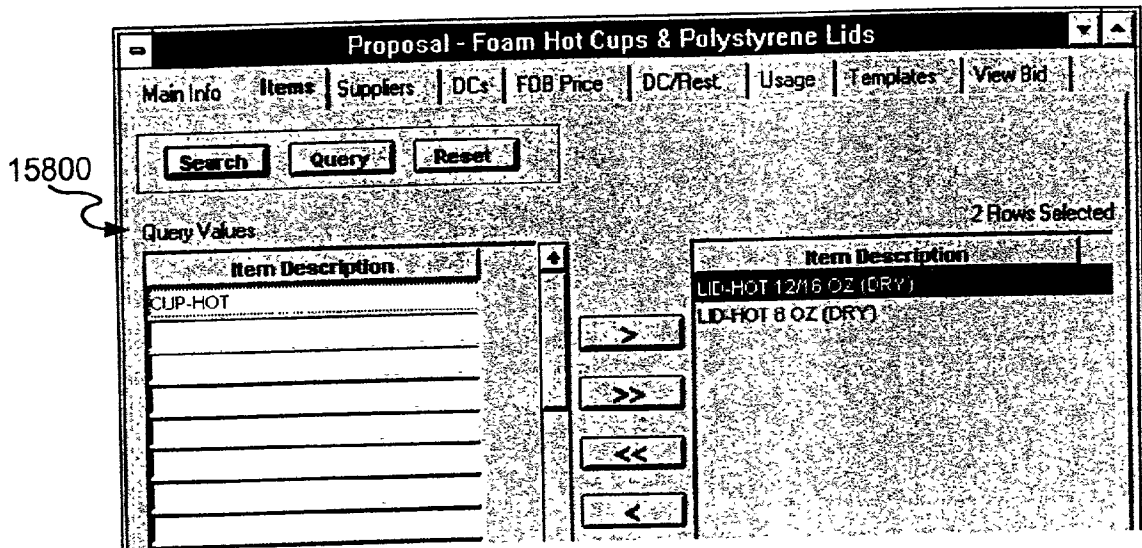 Proposal - Foam Hot Cups & Polystyrene Lids
Main Info Items Suppliers DCs FOB Price DC/Rest Usage Templates View Bid
Search Query Reset
15800
2 Rows Selected
Query Values
Item Description Item Description
CUP-HOT LID-HOT 12/16 OZ (DRY)
LID-HOT 8 OZ (DRY)
>
>>
<<
<